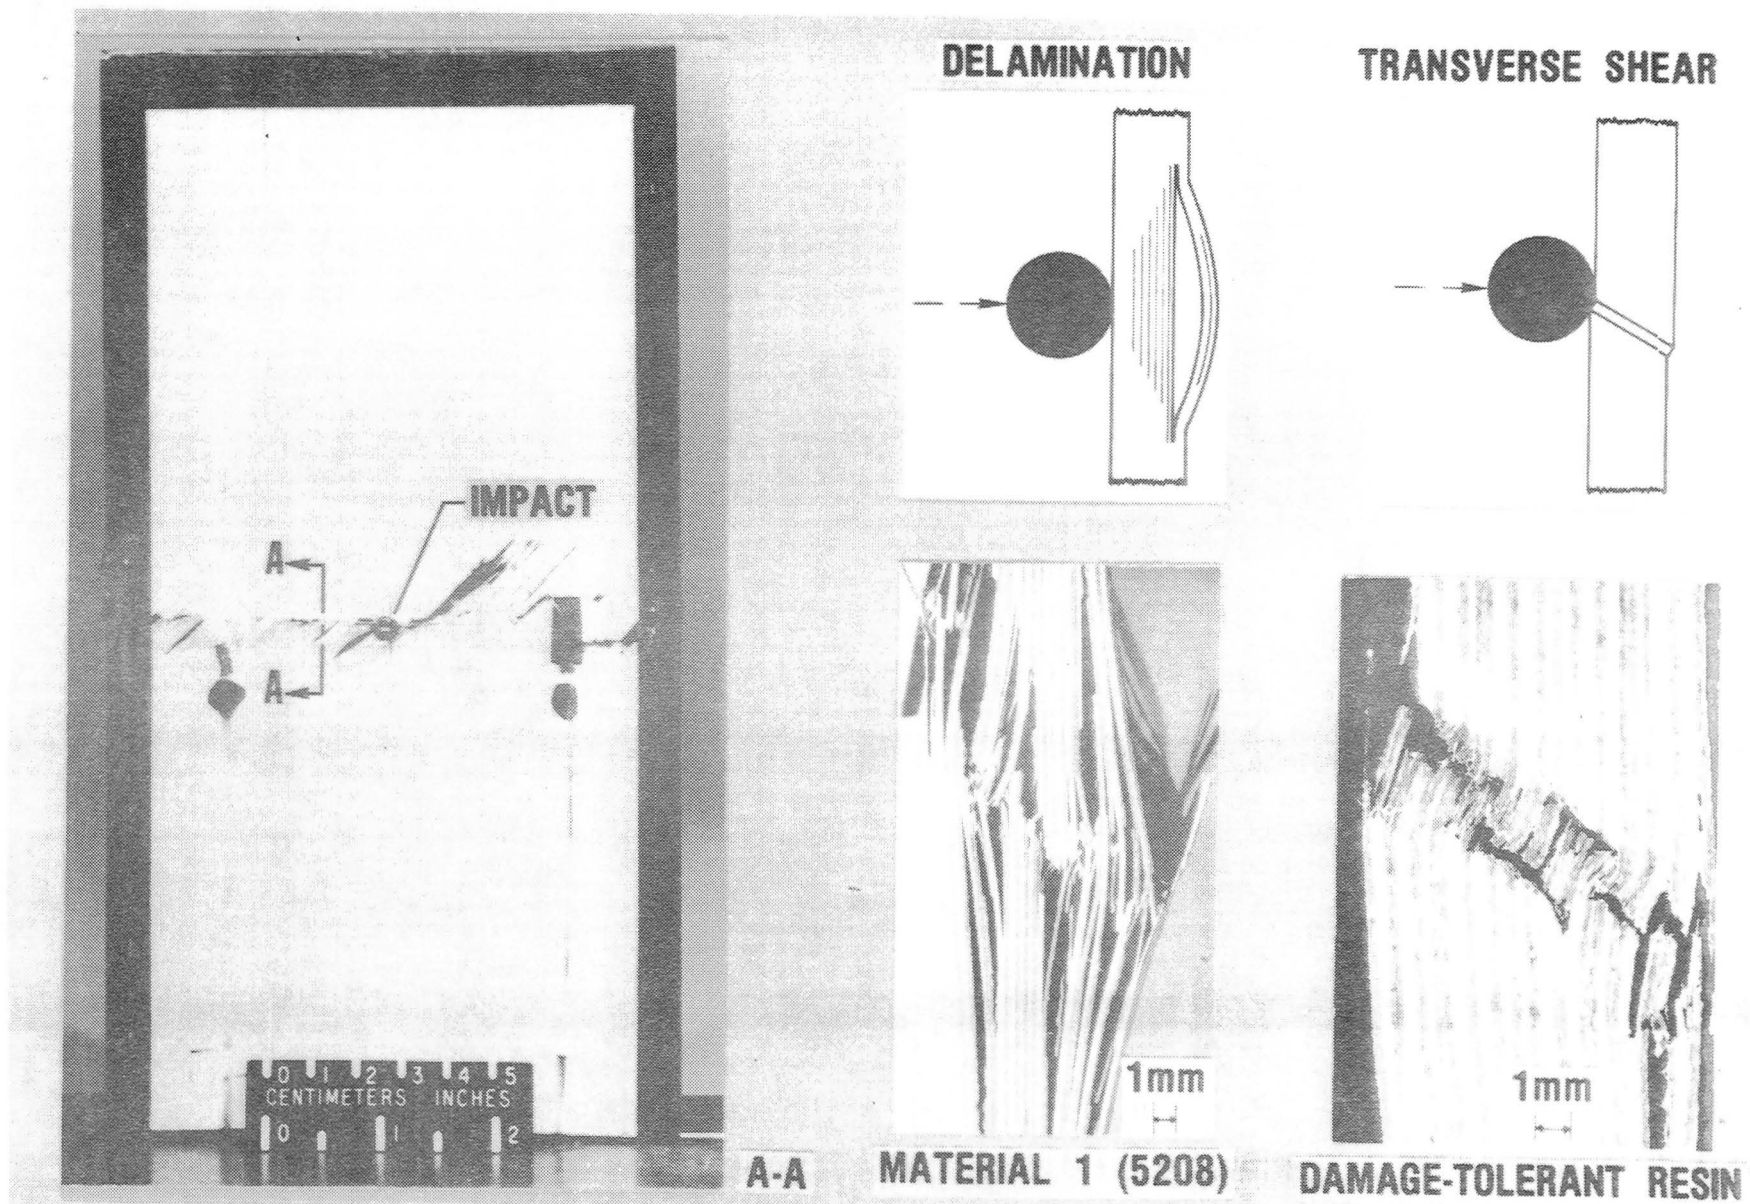 DELAMINATION
TRANSVERSE SHEAR
IMPACT
A
A
0 1 2 3 4 5
CENTIMETERS INCHES
0 1 2
1mm
1mm
A-A
MATERIAL 1 (5208)
DAMAGE-TOLERANT RESIN